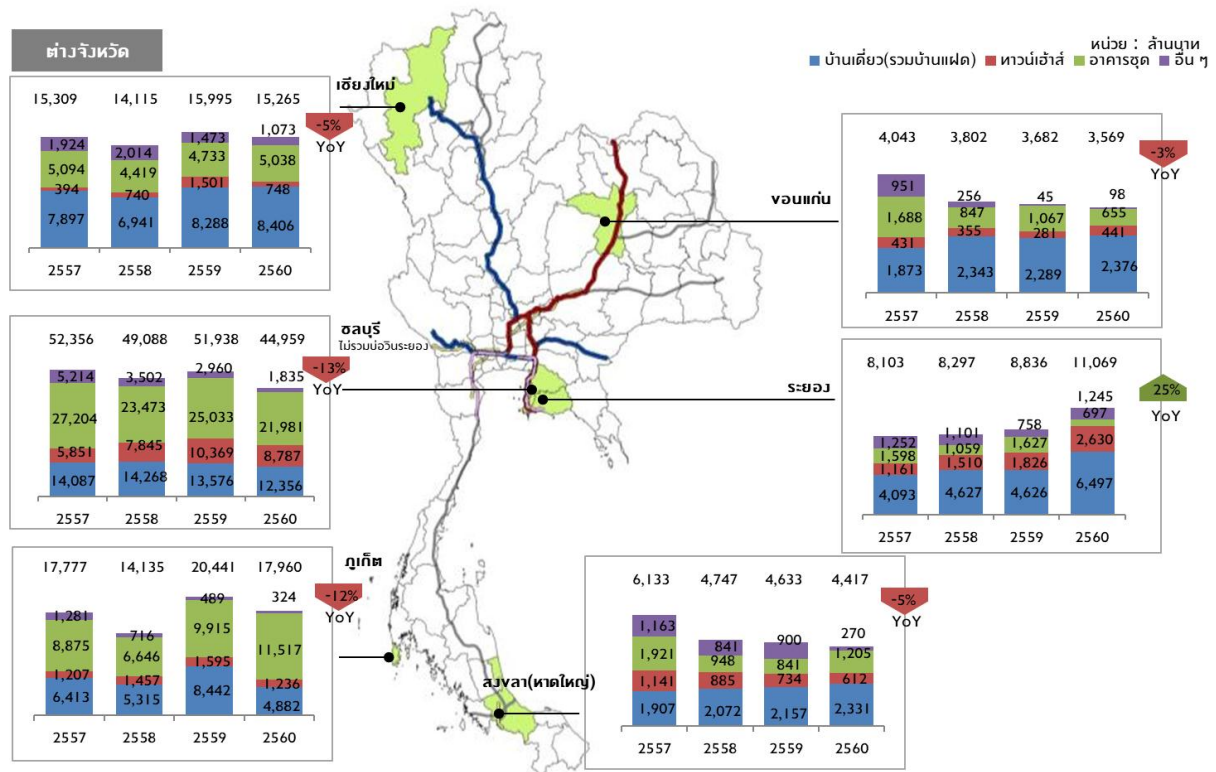 ต่างจังหวัด
หน่วย : ล้านบาท
บ้านเดี่ยว(รวมบ้านแฝด) ทาวน์เฮ้าส์ อาคารชุด อื่น ๆ
เชียงใหม่
15,309 14,115 15,995 15,265
-5%
YoY
1,924 2,014 1,473 1,073
5,094 4,419 4,733 5,038
394 740 1,501 748
7,897 6,941 8,288 8,406
2557 2558 2559 2560
ขอนแก่น
4,043 3,802 3,682 3,569
-3%
YoY
951 256 45 98
1,688 847 1,067 655
431 355 281 441
1,873 2,343 2,289 2,376
2557 2558 2559 2560
ชลบุรี
ไม่รวมบ่อวินระยอง
52,356 49,088 51,938 44,959
-13%
YoY
5,214 3,502 2,960 1,835
27,204 23,473 25,033 21,981
5,851 7,845 10,369 8,787
14,087 14,268 13,576 12,356
2557 2558 2559 2560
ระยอง
8,103 8,297 8,836 11,069
25%
YoY
1,252 1,101 758 1,245
1,598 1,059 1,627 697
1,161 1,510 1,826 2,630
4,093 4,627 4,626 6,497
2557 2558 2559 2560
ภูเก็ต
17,777 14,135 20,441 17,960
-12%
YoY
1,281 716 489 324
8,875 6,646 9,915 11,517
1,207 1,457 1,595 1,236
6,413 5,315 8,442 4,882
2557 2558 2559 2560
สงขลา(หาดใหญ่)
6,133 4,747 4,633 4,417
-5%
YoY
1,163 841 900 270
1,921 948 841 1,205
1,141 885 734 612
1,907 2,072 2,157 2,331
2557 2558 2559 2560